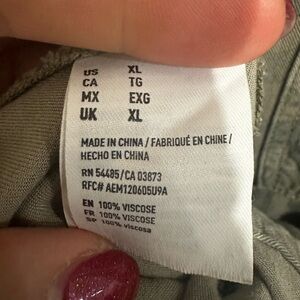 US XL
CA TG
MX EXG
UK XL
MADE IN CHINA / FABRIQUÉ EN CHINE /
HECHO EN CHINA
RN 54485/CA 03873
RFC# AEM120605U9A
EN 100% VISCOSE
FR 100% VISCOSE
SP 100% viscosa